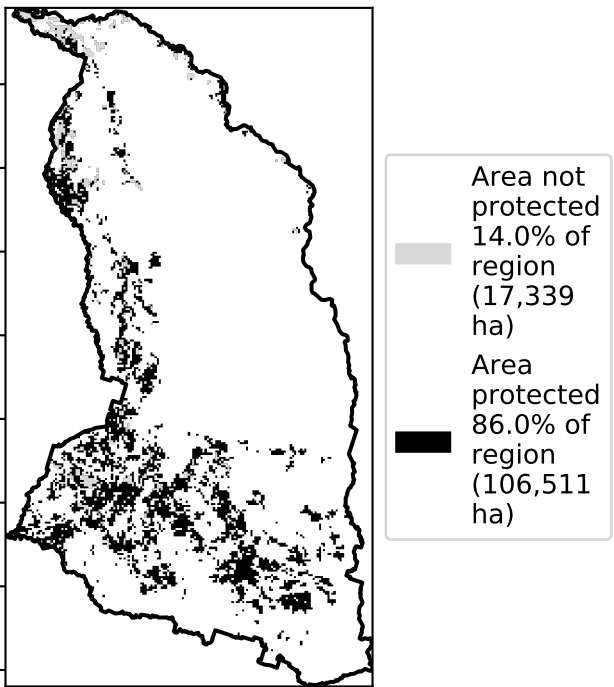 Area not
protected
14.0% of
region
(17,339
ha)
Area
protected
86.0% of
region
(106,511
ha)